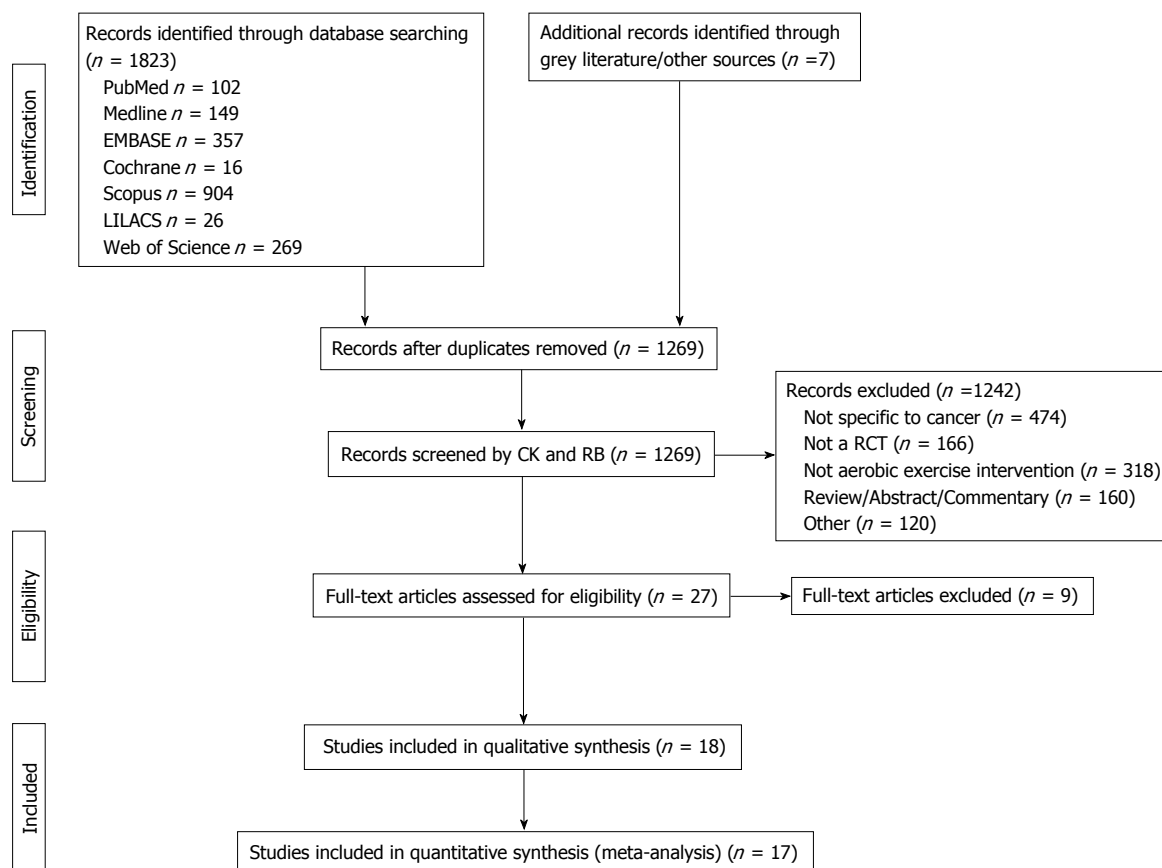 Records identified through database searching
(n = 1823)
PubMed n = 102
Medline n = 149
EMBASE n = 357
Cochrane n = 16
Scopus n = 904
LILACS n = 26
Web of Science n = 269
Additional records identified through
grey literature/other sources (n =7)
Identification
Records after duplicates removed (n = 1269)
Screening
Records screened by CK and RB (n = 1269)
Records excluded (n =1242)
Not specific to cancer (n = 474)
Not a RCT (n = 166)
Not aerobic exercise intervention (n = 318)
Review/Abstract/Commentary (n = 160)
Other (n = 120)
Eligibility
Full-text articles assessed for eligibility (n = 27)
Full-text articles excluded (n = 9)
Included
Studies included in qualitative synthesis (n = 18)
Studies included in quantitative synthesis (meta-analysis) (n = 17)